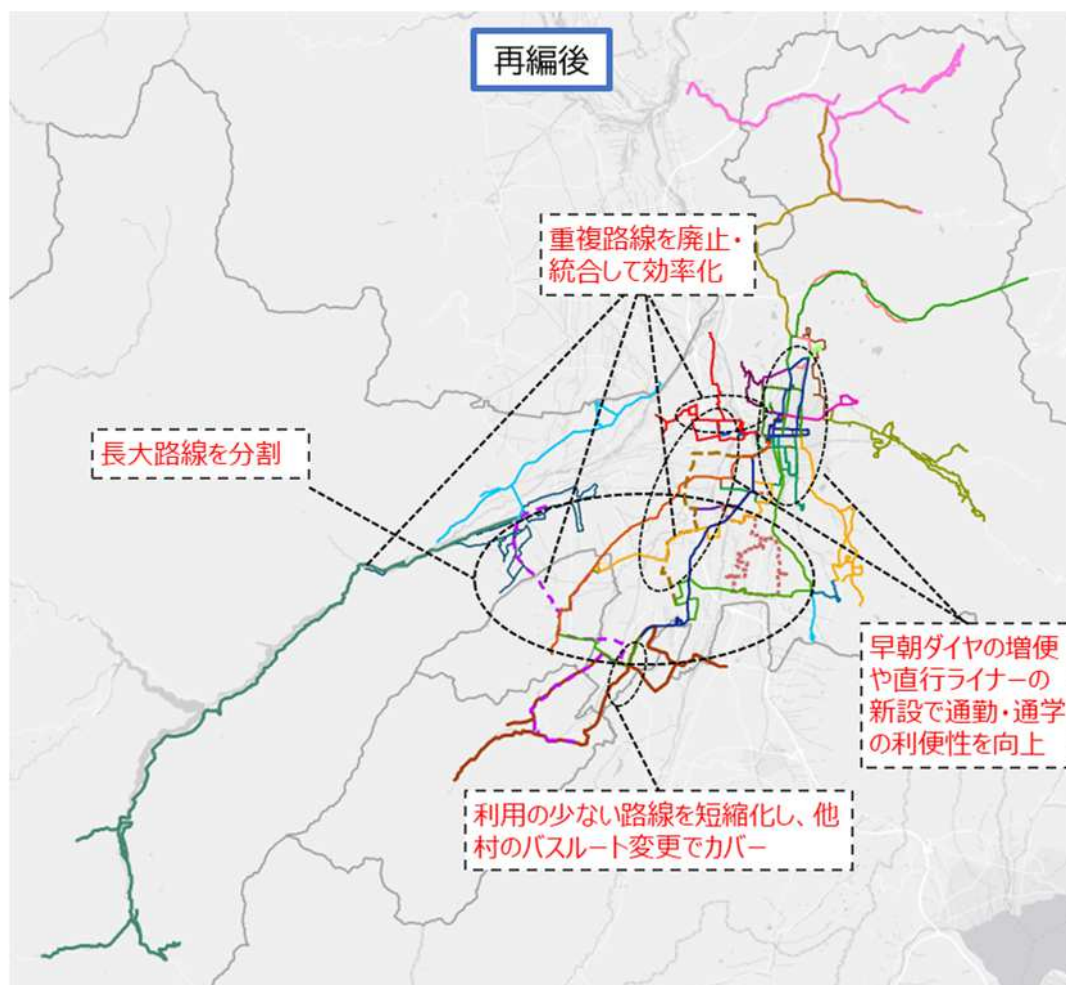 再編後
重複路線を廃止・
統合して効率化
長大路線を分割
早朝ダイヤの増便
や直行ライナーの
新設で通勤・通学
の利便性を向上
利用の少ない路線を短縮化し、他
村のバスルート変更でカバー